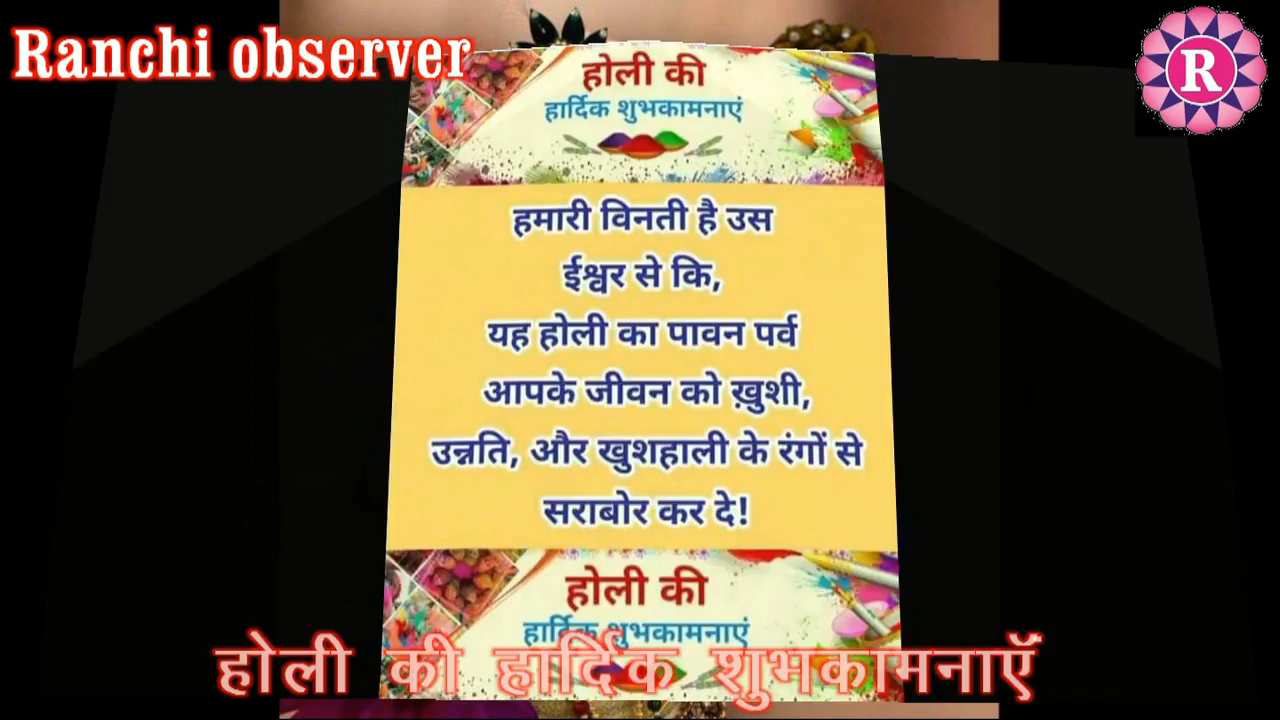 Ranchi observer
R
होली की
हार्दिक शुभकामनाएं
हमारी विनती है उस
ईश्वर से कि,
यह होली का पावन पर्व
आपके जीवन को ख़ुशी,
उन्नति, और खुशहाली के रंगों से
सराबोर कर दे!
होली की
हार्दिक शुभकामनाएं
होली की हार्दिक शुभकामनाऍं